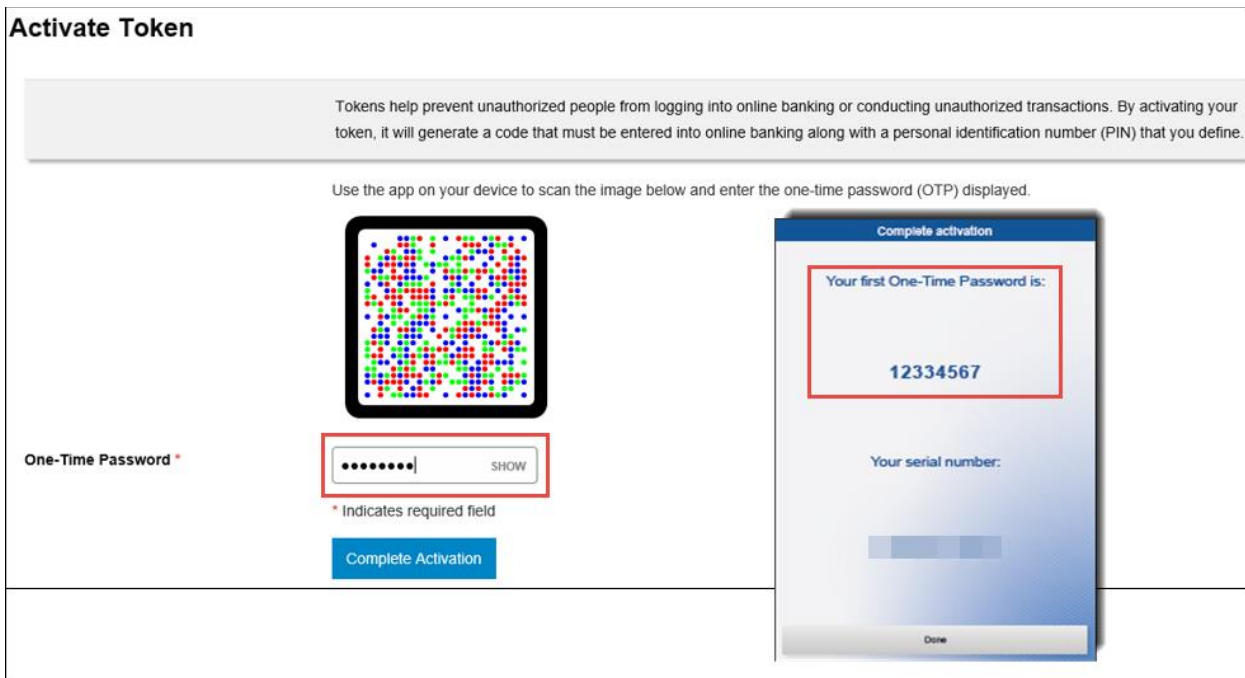 Activate Token
Tokens help prevent unauthorized people from logging into online banking or conducting unauthorized transactions. By activating your
token, it will generate a code that must be entered into online banking along with a personal identification number (PIN) that you define.
Use the app on your device to scan the image below and enter the one-time password (OTP) displayed.
One-Time Password *
SHOW
* Indicates required field
Complete Activation
Complete activation
Your first One-Time Password is:
12334567
Your serial number:
Done